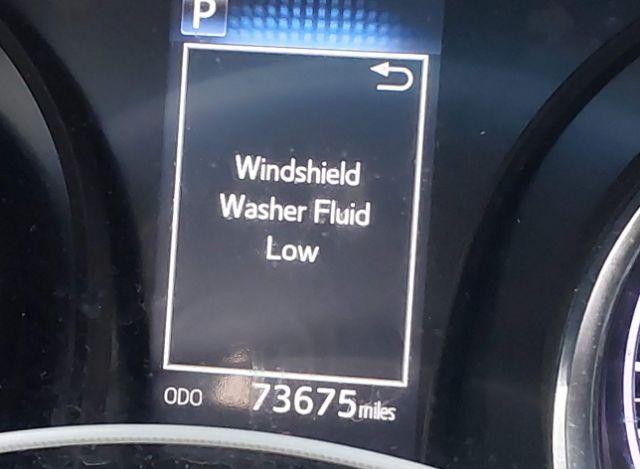 P
Windshield
Washer Fluid
Low
ODO 73675 miles